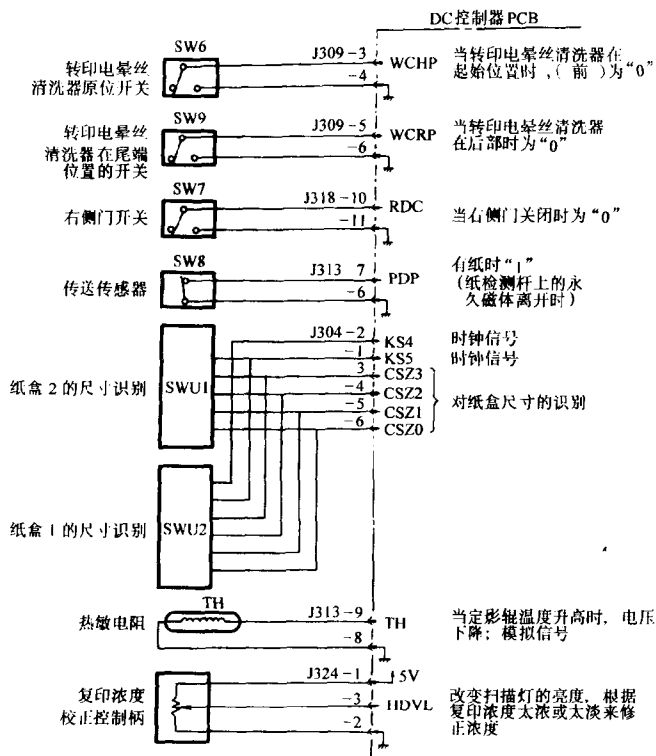 DC控制器PCB
SW6
J309-3
WCHP
当转印电晕丝清洗器在
转印电晕丝
清洗器原位开关
-4
起始位置时,(前)为“0”
SW9
J309-5
WCRP
当转印电晕丝清洗器
转印电晕丝
清洗器在尾端
位置的开关
-6
在后部时为“0”
SW7
J318-10
RDC
右侧门开关
-11
当右侧门关闭时为“0”
SW8
J313 7
PDP
有纸时“1”
传送传感器
-6
(纸检测杆上的永
久磁体离开时)
J304-2
KS4
时钟信号
-1
KS5
时钟信号
纸盒2的尺寸识别
SWU1
3
CSZ3
-4
CSZ2
-5
CSZ1
-6
CSZ0
对纸盒尺寸的识别
纸盒1的尺寸识别
SWU2
TH
热敏电阻
J313-9
TH
当定影辊温度升高时, 电压
下降; 模拟信号
-8
J324-1
5V
复印浓度
校正控制柄
-3
HDVL
改变扫描灯的亮度, 根据
复印浓度太浓或太淡来修
正浓度
-2